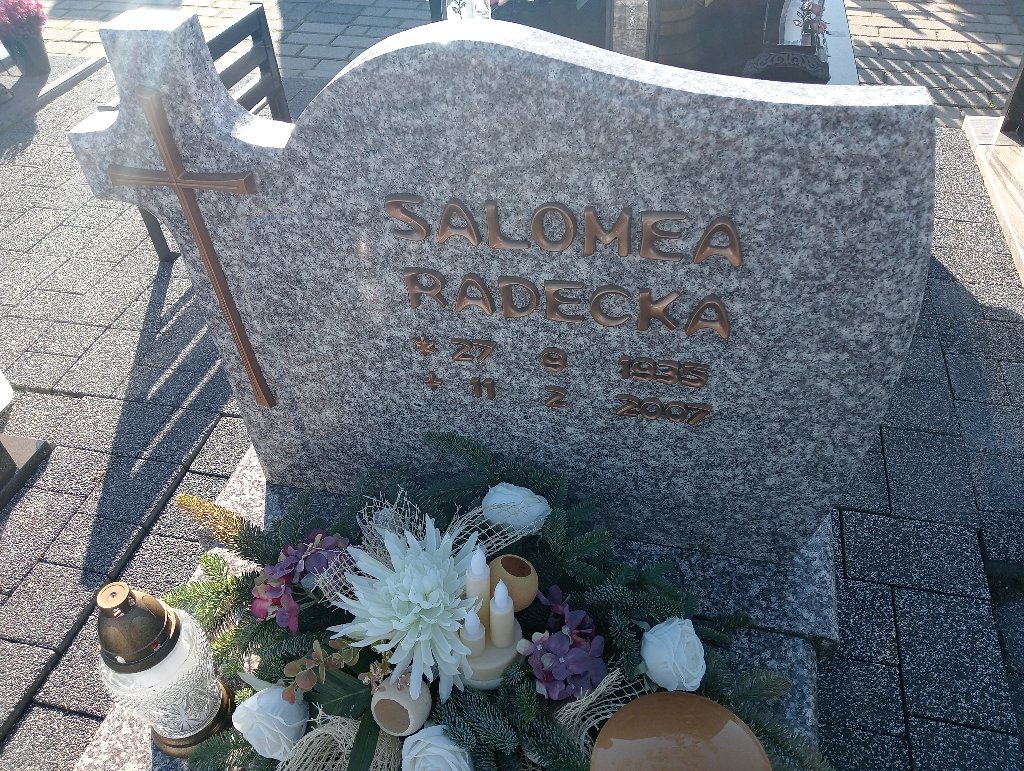 SALOMEA
RADECKA
* 27 9 1935
+ 11 2 2007